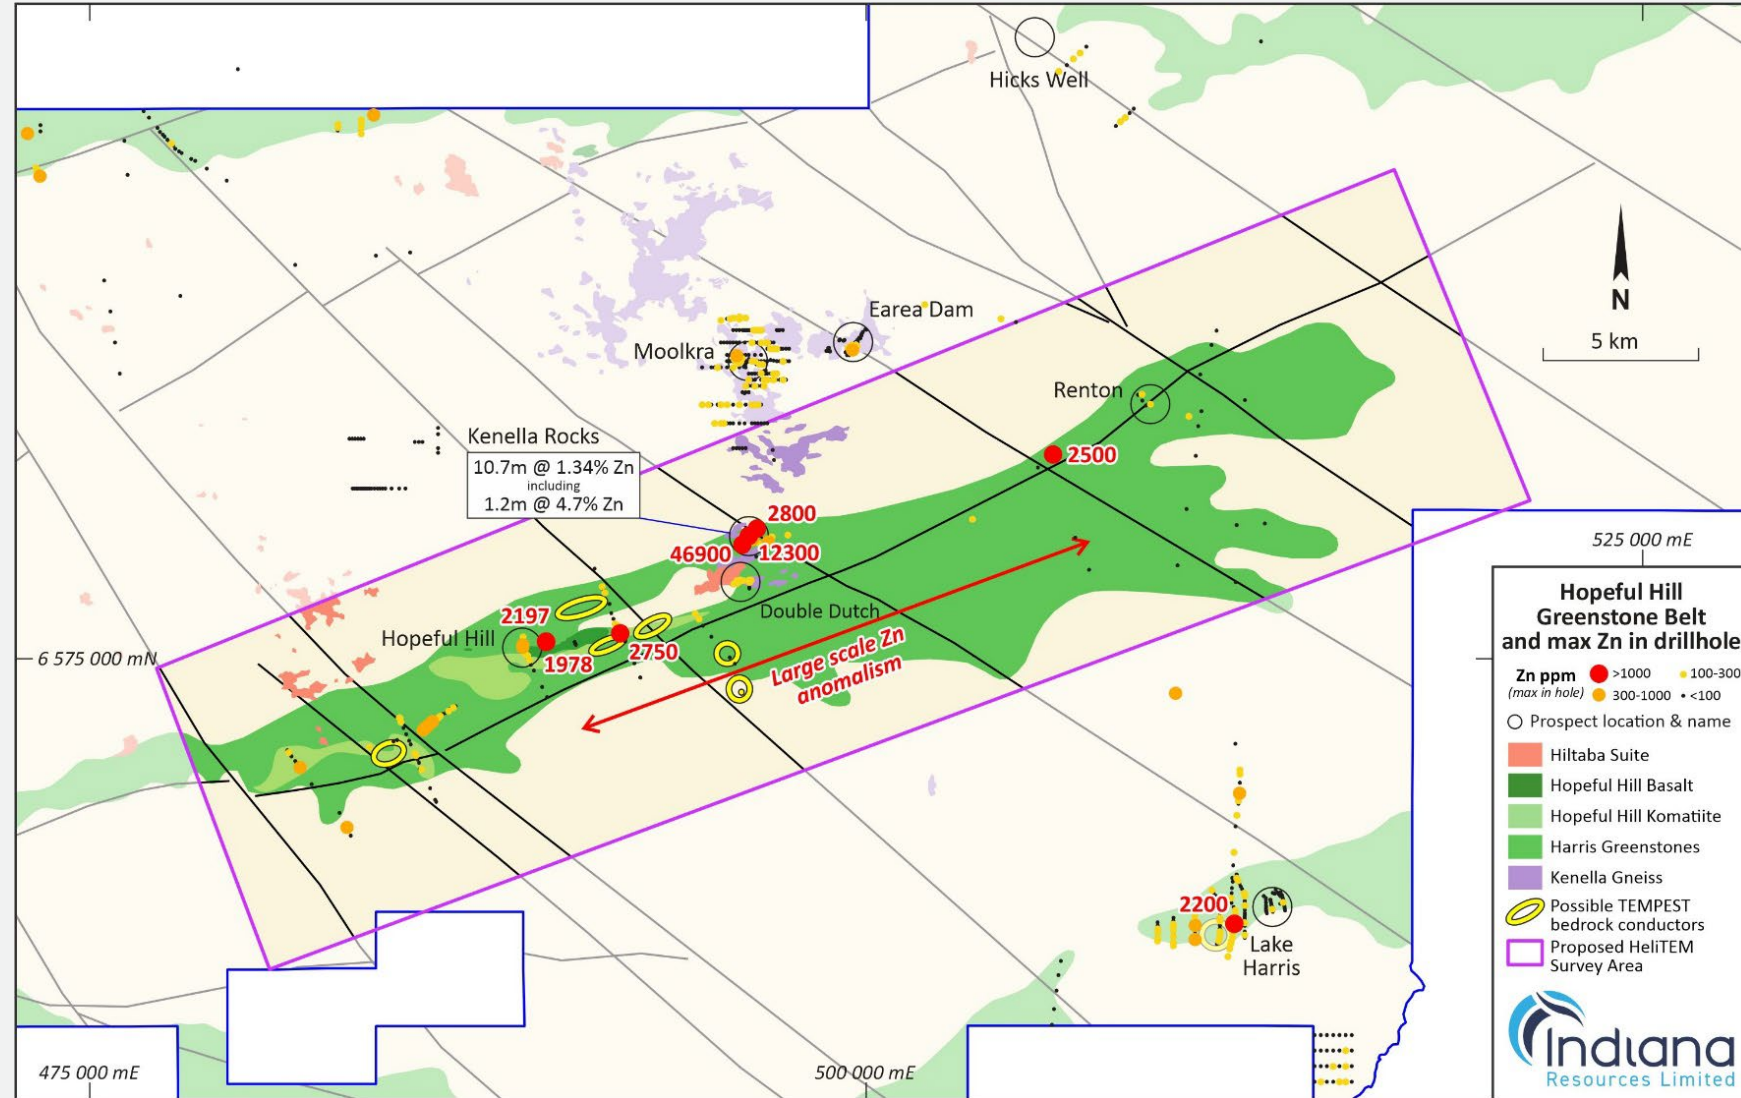 Hicks Well
Earea Dam
Moolkra
N
5 km
Renton
Kenella Rocks
10.7m @ 1.34% Zn
including
1.2m @ 4.7% Zn
2500
2800
46900
12300
525 000 mE
2197
Double Dutch
Hopeful Hill
1978
2750
Large scale Zn
anomalism
6 575 000 mN
2200
Lake
Harris
475 000 mE
500 000 mE
Hopeful Hill
Greenstone Belt
and max Zn in drillhole
Zn ppm
(max in hole)
>1000
100-300
300-1000
<100
Prospect location & name
Hiltaba Suite
Hopeful Hill Basalt
Hopeful Hill Komatiite
Harris Greenstones
Kenella Gneiss
Possible TEMPEST
bedrock conductors
Proposed HeliTEM
Survey Area
Indiana
Resources Limited